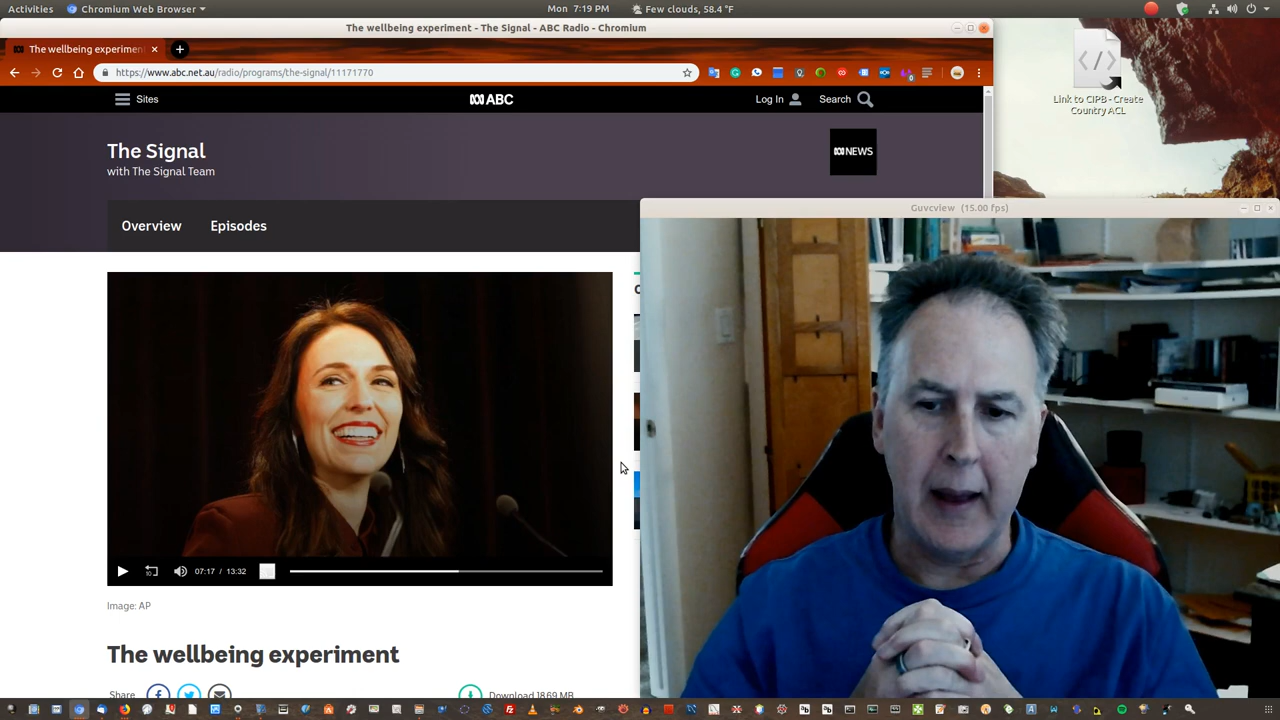 Activities
Chromium Web Browser
Mon 7:19 PM
Few clouds, 58.4 °F
The wellbeing experiment - The Signal - ABC Radio - Chromium
The wellbeing experimen
https://www.abc.net.au/radio/programs/the-signal/11171770
Link to CIPB - Create
Country ACL
Sites
ABC
Log In
Search
The Signal
with The Signal Team
NEWS
Overview
Episodes
Guvcview (15.00 fps)
10
07:17 / 13:32
Image: AP
The wellbeing experiment
Share
Download 18.69 MB